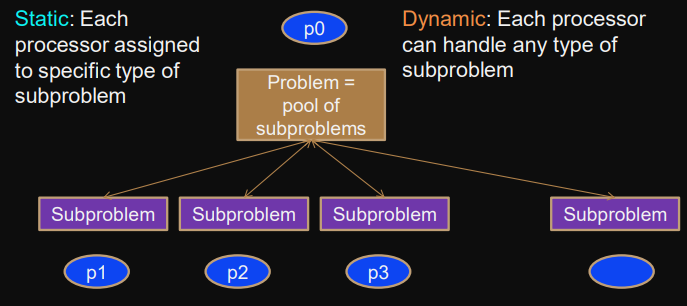 Static: Each
processor assigned
to specific type of
subproblem
p0
Dynamic: Each processor
can handle any type of
subproblem
Problem =
pool of
subproblems
Subproblem
Subproblem
Subproblem
Subproblem
p1
p2
p3